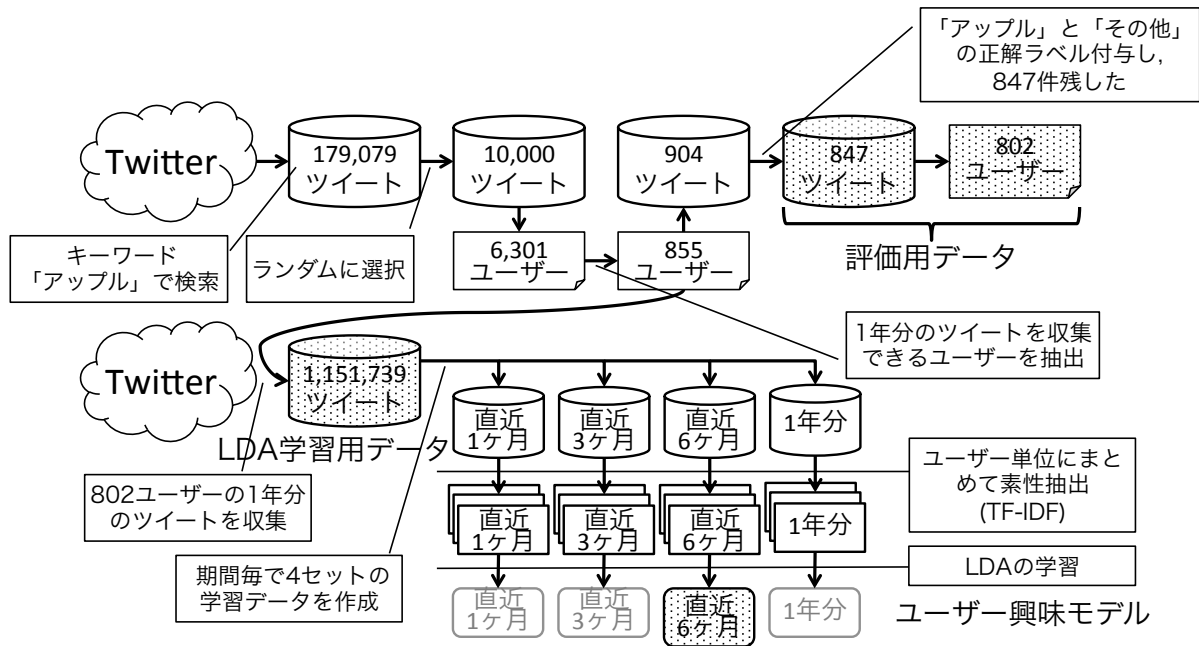 「アップル」と「その他」
の正解ラベル付与し,
847件残した
Twitter
179,079
ツイート
10,000
ツイート
904
ツイート
847
ツイート
802
ユーザー
キーワード
「アップル」で検索
ランダムに選択
6,301
ユーザー
855
ユーザー
評価用データ
1年分のツイートを収集
できるユーザーを抽出
Twitter
1,151,739
ツイート
LDA学習用データ
直近
1ヶ月
直近
3ヶ月
直近
6ヶ月
1年分
802ユーザーの1年分
のツイートを収集
ユーザー単位にまと
めて素性抽出
(TF-IDF)
直近
1ヶ月
直近
3ヶ月
直近
6ヶ月
1年分
期間毎で4セットの
学習データを作成
LDAの学習
直近
1ヶ月
直近
3ヶ月
直近
6ヶ月
1年分
ユーザー興味モデル